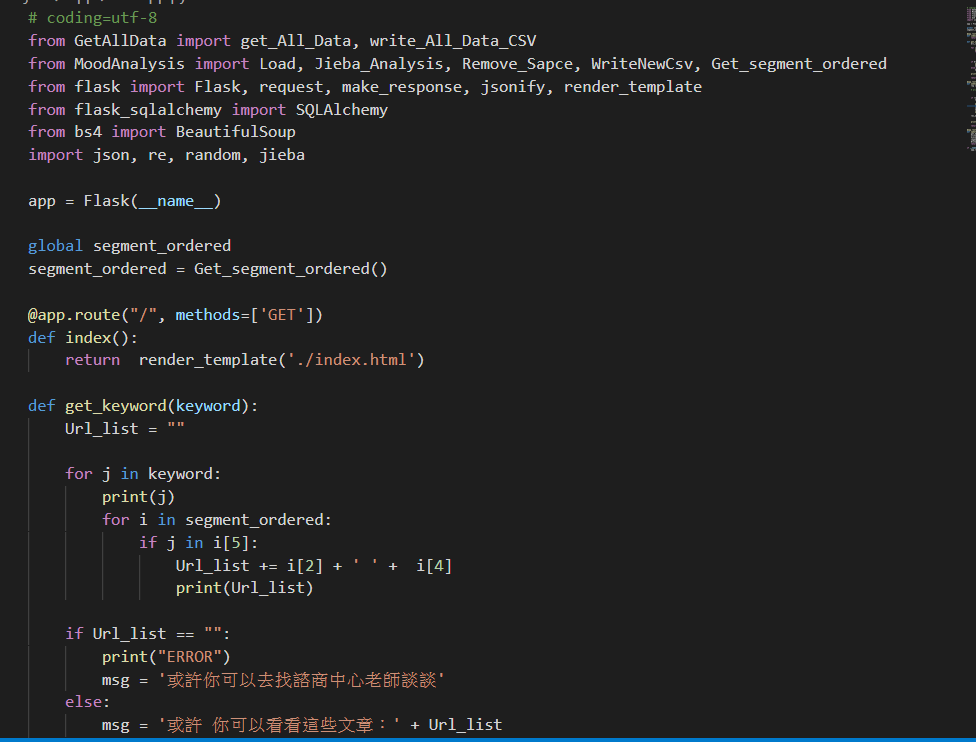 # coding=utf-8
from GetAllData import get_All_Data, write_All_Data_CSV
from MoodAnalysis import Load, Jieba_Analysis, Remove_Sapce, WriteNewCsv, Get_segment_ordered
from flask import Flask, request, make_response, jsonify, render_template
from flask_sqlalchemy import SQLAlchemy
from bs4 import BeautifulSoup
import json, re, random, jieba

app = Flask(__name__)

global segment_ordered
segment_ordered = Get_segment_ordered()

@app.route("/", methods=['GET'])
def index():
    return  render_template('./index.html')

def get_keyword(keyword):
    Url_list = ""

    for j in keyword:
        print(j)
        for i in segment_ordered:
            if j in i[5]:
                Url_list += i[2] + ' ' +  i[4]
                print(Url_list)

    if Url_list == "":
        print("ERROR")
        msg = '或許你可以去找諮商中心老師談談'
    else:
        msg = '或許 你可以看看這些文章：' + Url_list